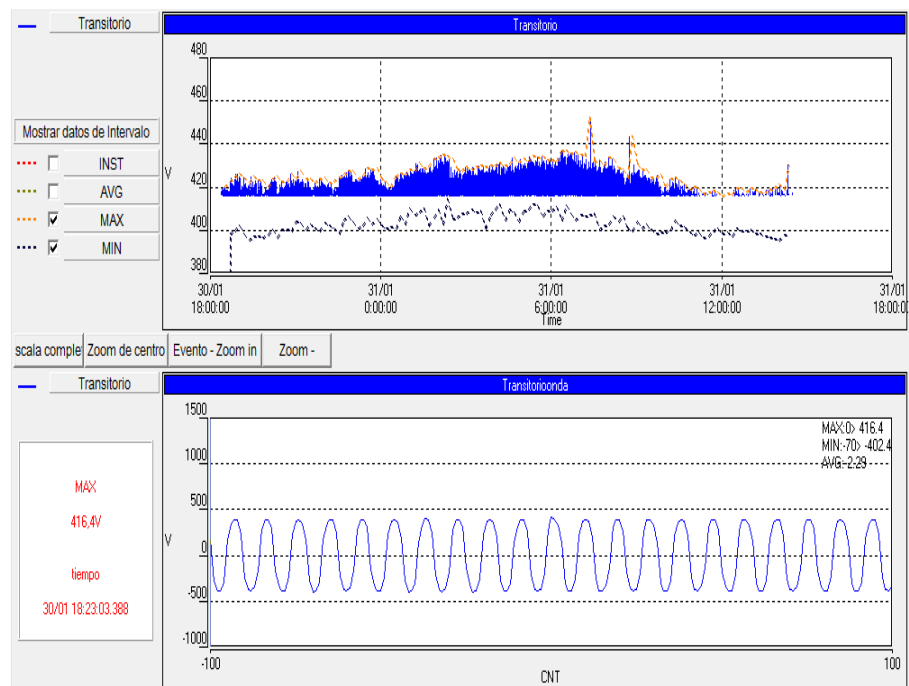 Transitorio
Transitorio
480
460
440
V
420
400
380
30/01 31/01 31/01 31/01 31/01
18:00:00 0:00:00 6:00:00 12:00:00 18:00:00
Time
Mostrar datos de Intervalo
INST
AVG
MAX
MIN
scala complet Zoom de centro Evento - Zoom in Zoom -
Transitorio
Transitorioonda
1500
MAX:0> 416.4
MIN:-70> -402.4
AVG:-2.29
1000
500
V
0
-500
-1000
-100 100
CNT
MAX
416,4V
tiempo
30/01 18:23:03.388